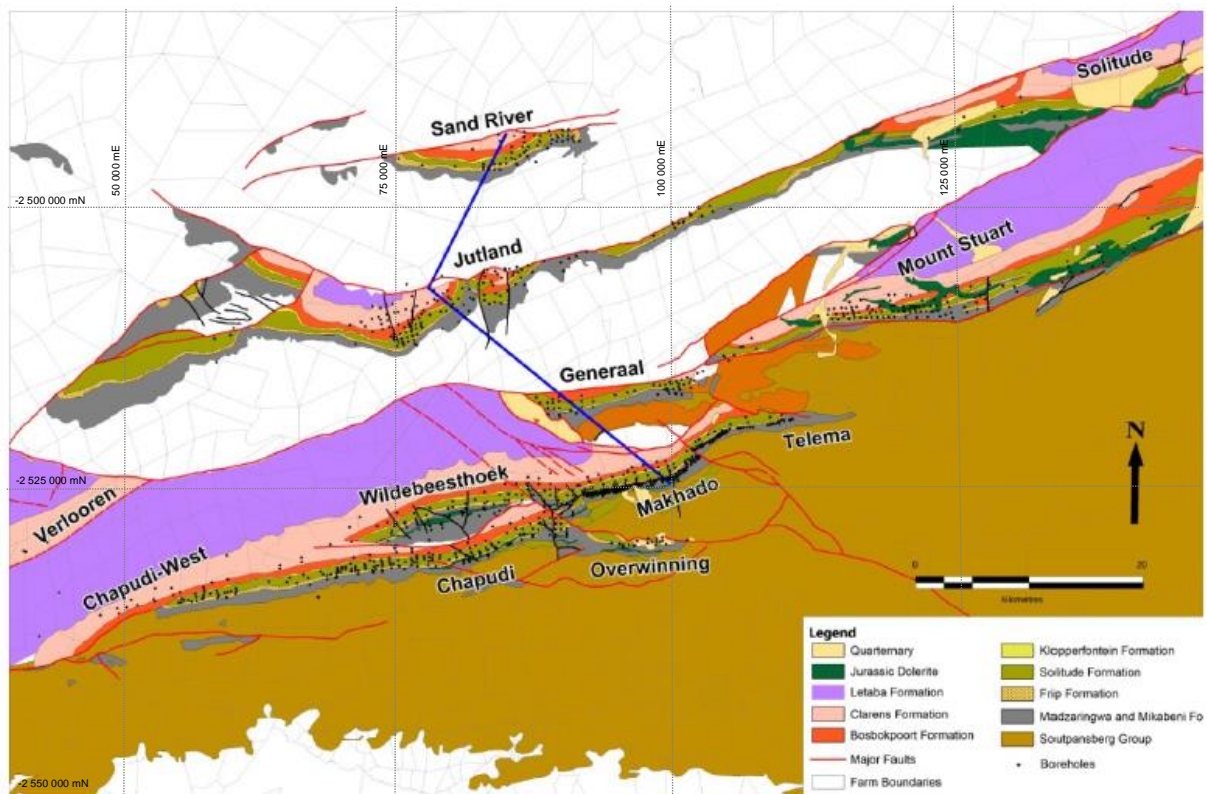 Solitude
Sand River
50 000 mE
75 000 mE
100 000 mE
125 000 mE
-2 500 000 mN
Jutland
Mount Stuart
Generaal
Telema
N
-2 525 000 mN
Wildebeesthoek
Verlooren
Makhado
Chapudi-West
Chapudi
Overwinning
0
20
Kilometres
Legend
Quarternary
Jurassic Dolerite
Letaba Formation
Clarens Formation
Bosbokpoort Formation
Major Faults
Farm Boundaries
Klopperfontein Formation
Solitude Formation
Frip Formation
Madzaringwa and Mikabeni Fo
Soutpansberg Group
Boreholes
-2 550 000 mN